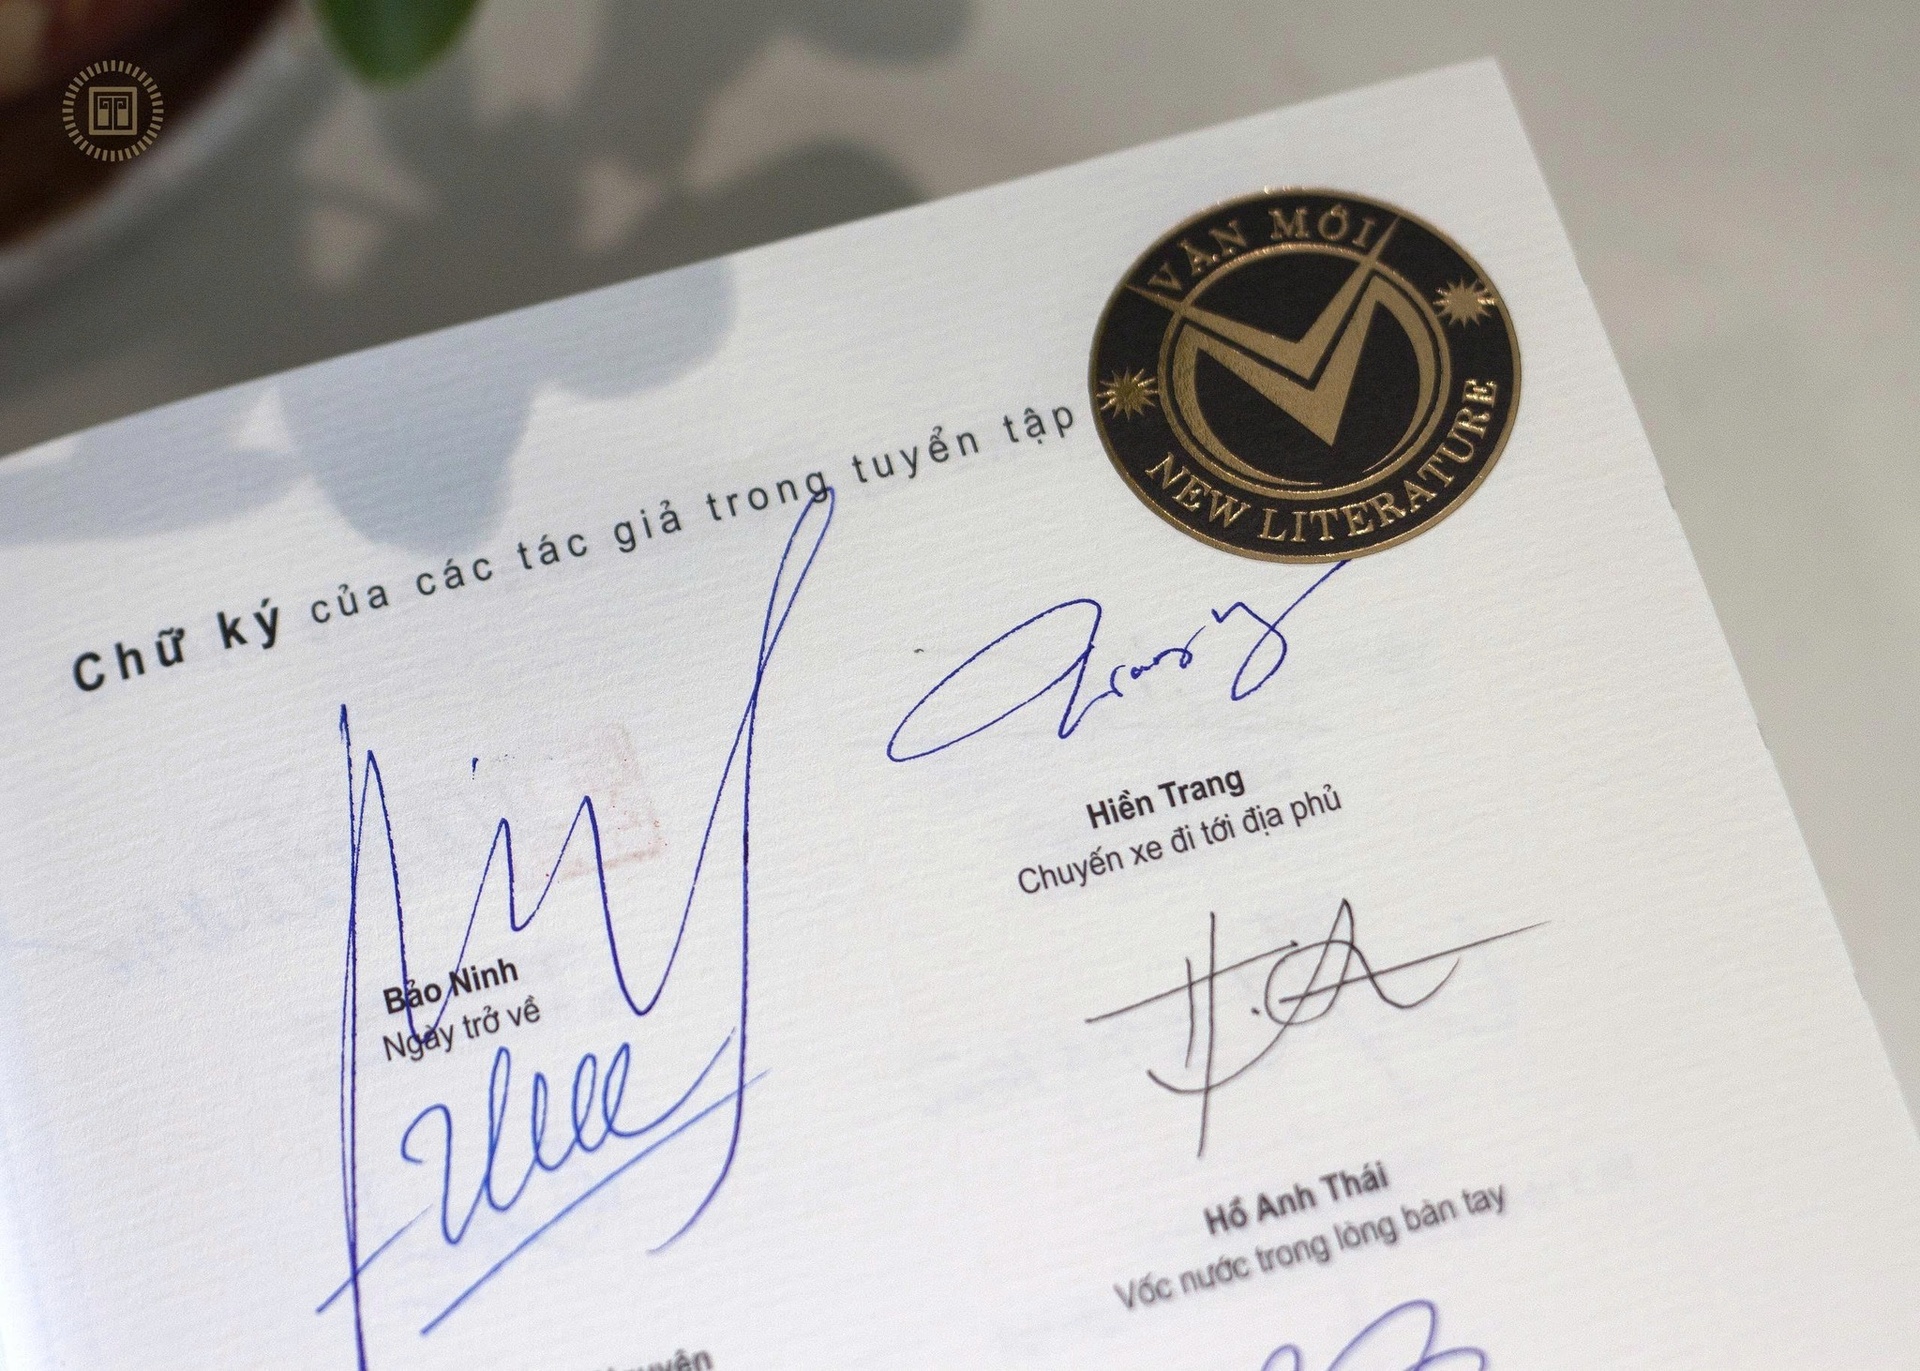 VĂN MỚI
NEW LITERATURE
Chữ ký của các tác giả trong tuyển tập
Bảo Ninh
Ngày trở về
Hiền Trang
Chuyến xe đi tới địa phủ
Hồ Anh Thái
Vốc nước trong lòng bàn tay